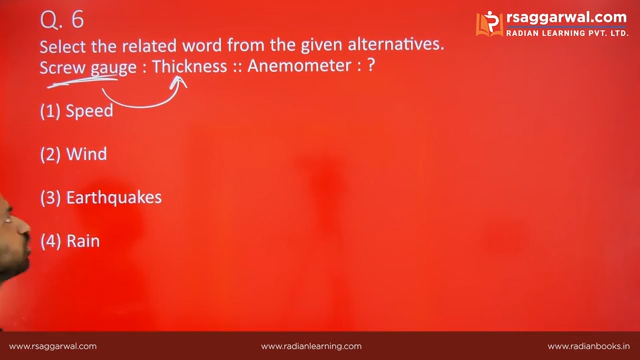 Q. 6
rsaggarwal.com
RADIAN LEARNING PVT. LTD.
Select the related word from the given alternatives.
Screw gauge : Thickness :: Anemometer : ?
(1) Speed
(2) Wind
(3) Earthquakes
(4) Rain
www.rsaggarwal.com
www.radianlearning.com
www.radianbooks.in